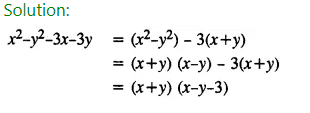 Solution:
x²-y²-3x-3y = (x²-y²) – 3(x+y)
= (x+y) (x-y) – 3(x+y)
= (x+y) (x-y-3)